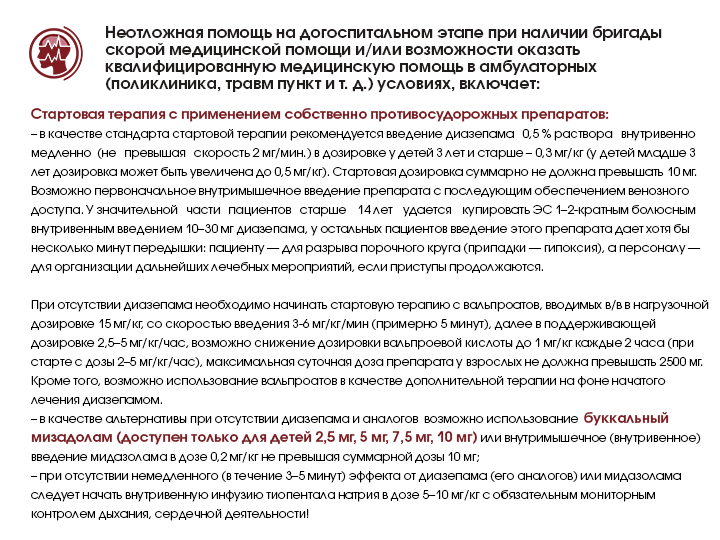 Неотложная помощь на догоспитальном этапе при наличии бригады
скорой медицинской помощи и/или возможности оказать
квалифицированную медицинскую помощь в амбулаторных
(поликлиника, травм пункт и т. д.) условиях, включает:
Стартовая терапия с применением собственно противосудорожных препаратов:
– в качестве стандарта стартовой терапии рекомендуется введение диазепама 0,5 % раствора внутривенно
медленно (не превышая скорость 2 мг/мин.) в дозировке у детей 3 лет и старше – 0,3 мг/кг (у детей младше 3
лет дозировка может быть увеличена до 0,5 мг/кг). Стартовая дозировка суммарно не должна превышать 10 мг.
Возможно первоначальное внутримышечное введение препарата с последующим обеспечением венозного
доступа. У значительной части пациентов старше 14 лет удается купировать ЭС 1–2-кратным болюсным
внутривенным введением 10–30 мг диазепама, у остальных пациентов введение этого препарата дает хотя бы
несколько минут передышки: пациенту — для разрыва порочного круга (припадки — гипоксия), а персоналу —
для организации дальнейших лечебных мероприятий, если приступы продолжаются.
При отсутствии диазепама необходимо начинать стартовую терапию с вальпроатов, вводимых в/в в нагрузочной
дозировке 15 мг/кг, со скоростью введения 3-6 мг/кг/мин (примерно 5 минут), далее в поддерживающей
дозировке 2,5–5 мг/кг/час, возможно снижение дозировки вальпроевой кислоты до 1 мг/кг каждые 2 часа (при
старте с дозы 2–5 мг/кг/час), максимальная суточная доза препарата у взрослых не должна превышать 2500 мг.
Кроме того, возможно использование вальпроатов в качестве дополнительной терапии на фоне начатого
лечения диазепамом.
– в качестве альтернативы при отсутствии диазепама и аналогов возможно использование буккальный
мизадолам (доступен только для детей 2,5 мг, 5 мг, 7,5 мг, 10 мг) или внутримышечное (внутривенное)
введение мидазолама в дозе 0,2 мг/кг не превышая суммарной дозы 10 мг;
– при отсутствии немедленного (в течение 3–5 минут) эффекта от диазепама (его аналогов) или мидазолама
следует начать внутривенную инфузию тиопентала натрия в дозе 5–10 мг/кг с обязательным мониторным
контролем дыхания, сердечной деятельности!